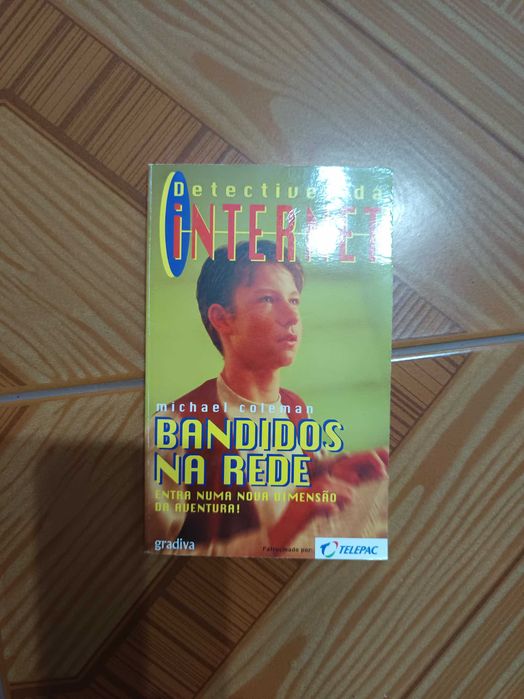 Detectives da
iNTERNET
michael coleman
BANDIDOS
NA REDE
ENTRA NUMA NOVA DIMENSÃO
DA AVENTURA!
gradiva
Patrocinado por:
TELEPAC